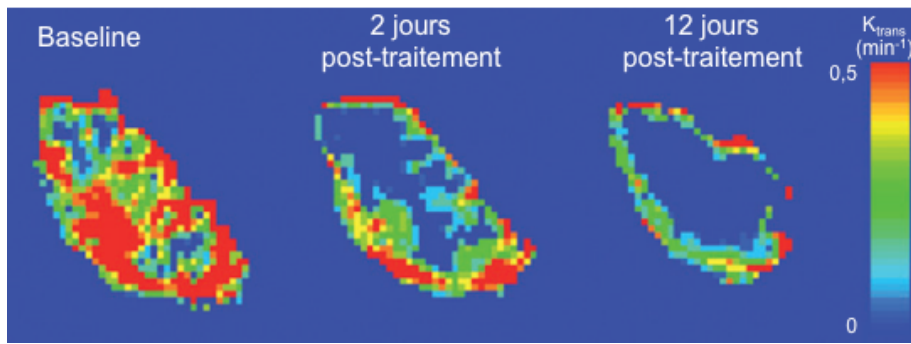 Baseline
2 jours
post-traitement
12 jours
post-traitement
Ktrans
(min-1)
0,5
0